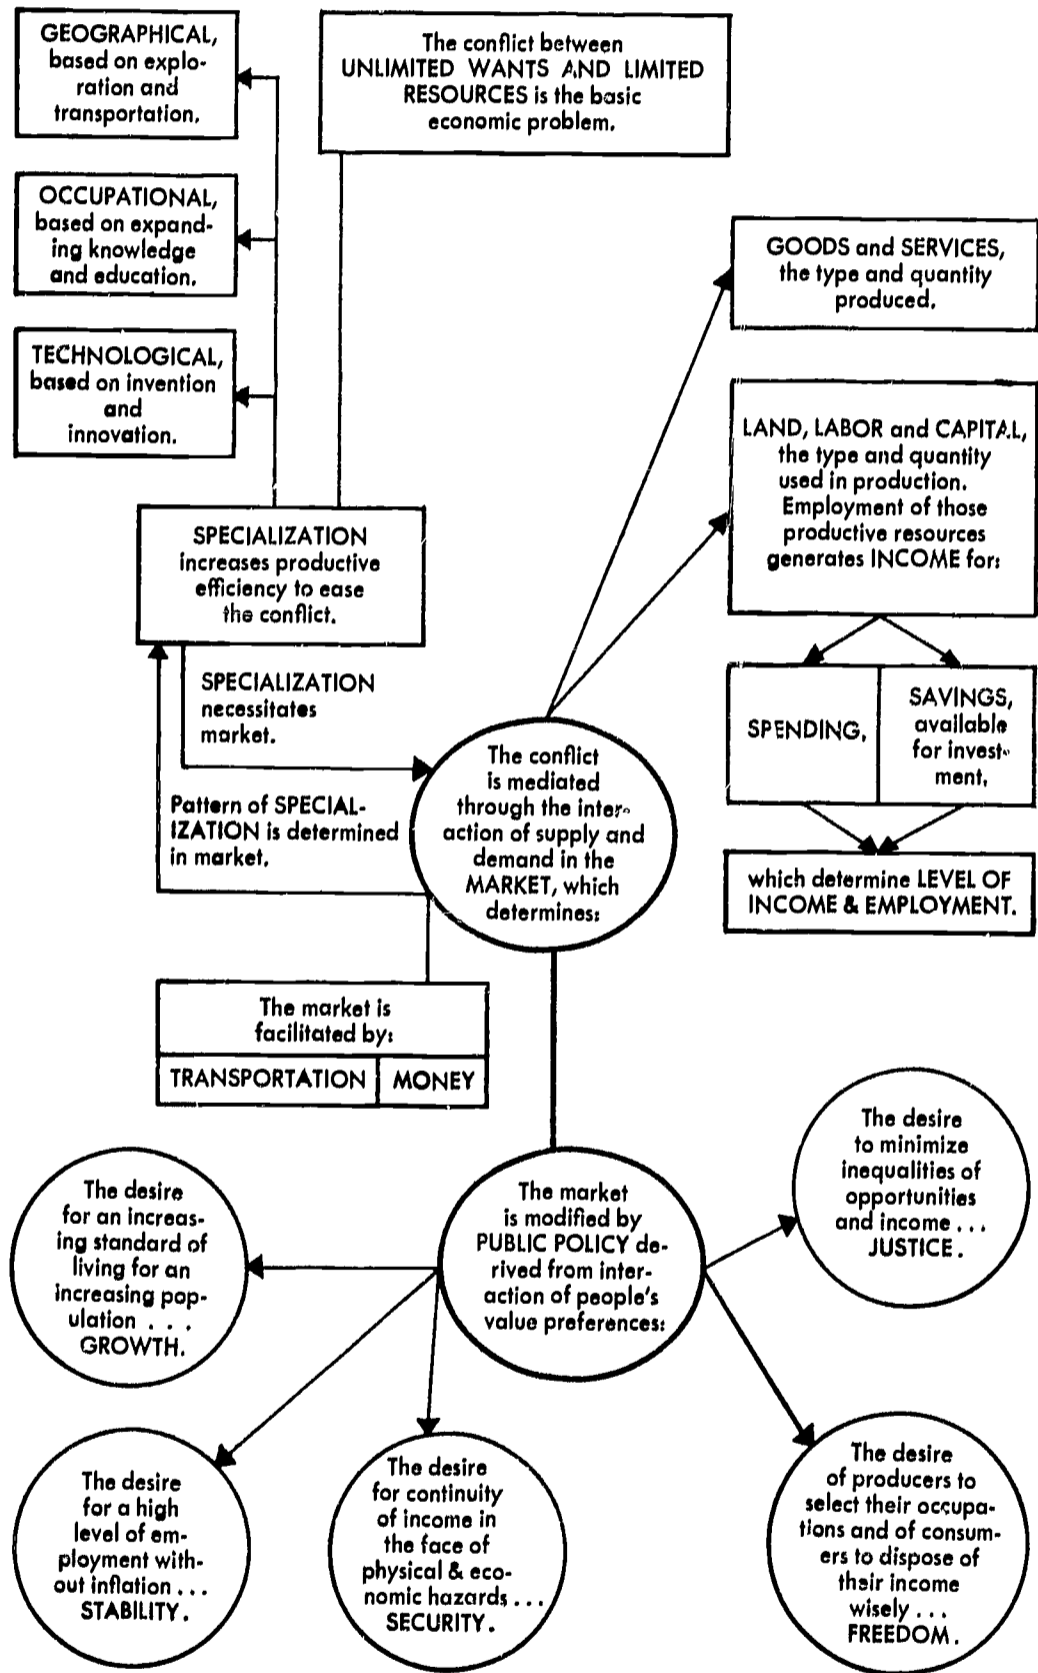 GEOGRAPHICAL,
based on explo-
ration and
transportation.
The conflict between
UNLIMITED WANTS AND LIMITED
RESOURCES is the basic
economic problem.
OCCUPATIONAL,
based on expand-
ing knowledge
and education.
TECHNOLOGICAL,
based on invention
and
innovation.
GOODS and SERVICES,
the type and quantity
produced.
LAND, LABOR and CAPITAL,
the type and quantity
used in production.
Employment of those
productive resources
generates INCOME for:
SPECIALIZATION
increases productive
efficiency to ease
the conflict.
SPECIALIZATION
necessitates
market.
SPENDING,
SAVINGS,
available
for invest-
ment,
Pattern of SPECIAL-
IZATION is determined
in market.
The conflict
is mediated
through the inter-
action of supply and
demand in the
MARKET, which
determines:
which determine LEVEL OF
INCOME & EMPLOYMENT.
The market is
facilitated by:
TRANSPORTATION
MONEY
The desire
to minimize
inequalities of
opportunities
and income ...
JUSTICE.
The market
is modified by
PUBLIC POLICY de-
rived from inter-
action of people's
value preferences:
The desire
for an increas-
ing standard of
living for an
increasing pop-
ulation . . .
GROWTH.
The desire
for a high
level of em-
ployment with-
out inflation ...
STABILITY.
The desire
for continuity
of income in
the face of
physical & eco-
nomic hazards ...
SECURITY.
The desire
of producers to
select their occupa-
tions and of consum-
ers to dispose of
their income
wisely ...
FREEDOM.